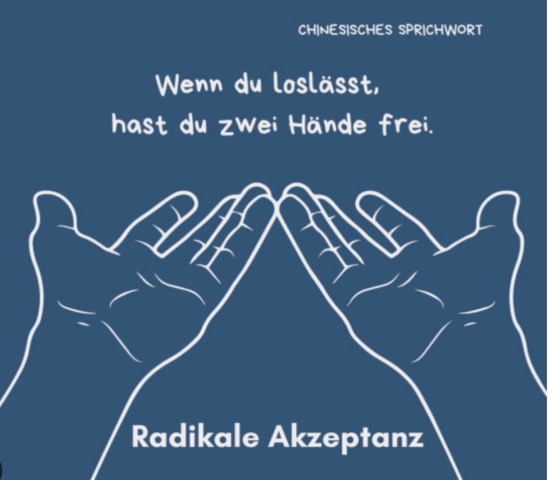 CHINESISCHES SPRICHWORT
Wenn du loslässt,
hast du zwei Hände frei.
Radikale Akzeptanz